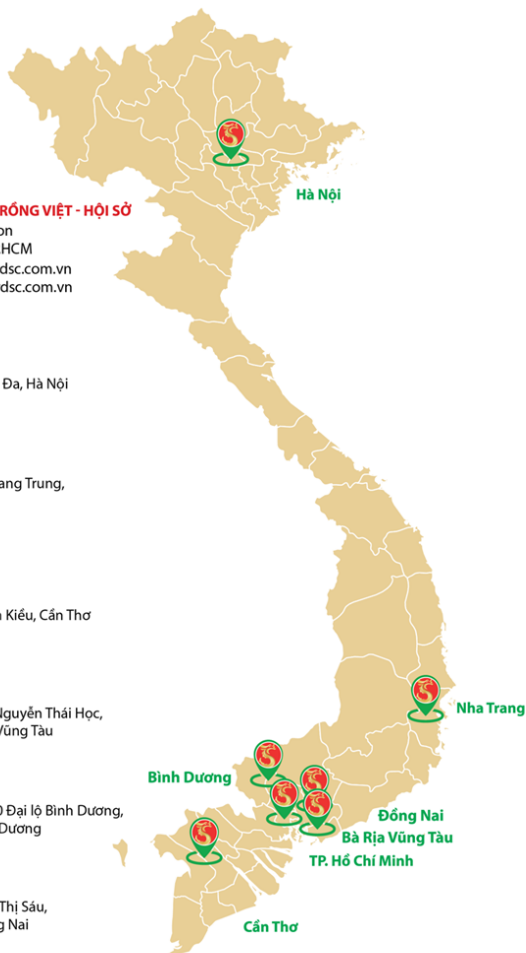 Hà Nội
RỒNG VIỆT - HỘI SỞ
on
.HCM
dsc.com.vn
dsc.com.vn
Đa, Hà Nội
ang Trung,
Kiều, Cần Thơ
Nguyễn Thái Học,
Vũng Tàu
Nha Trang
Bình Dương
0 Đại lộ Bình Dương,
Dương
Đồng Nai
Bà Rịa Vũng Tàu
TP. Hồ Chí Minh
Thị Sáu,
g Nai
Cần Thơ